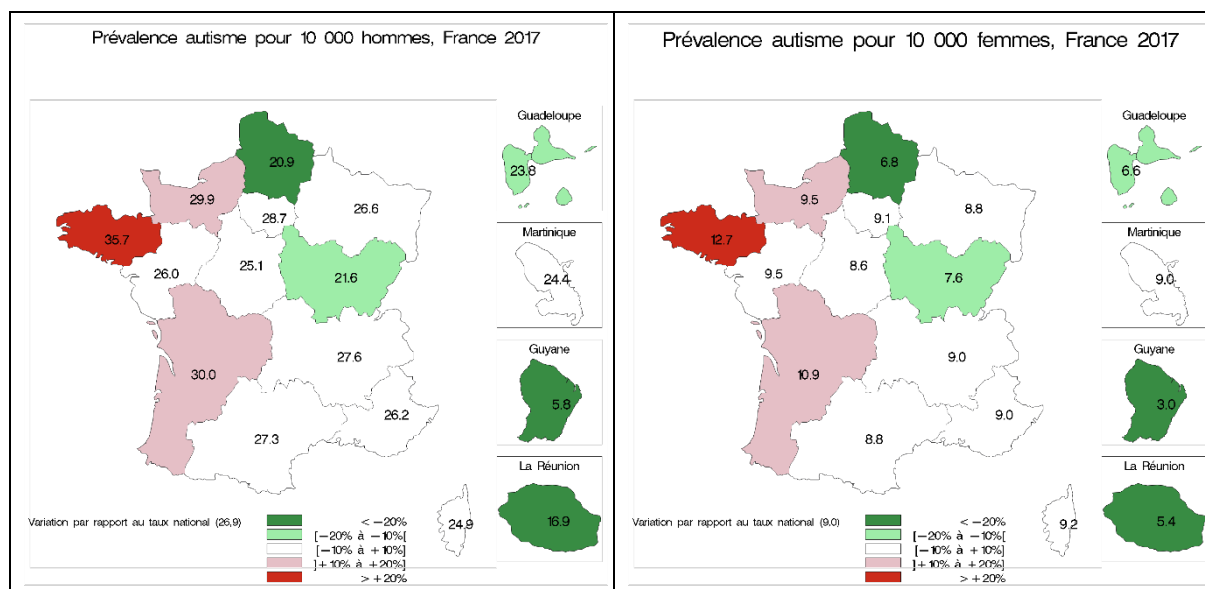 Prévalence autisme pour 10 000 hommes, France 2017
Guadeloupe
20.9
23.8
29.9
28.7
26.6
35.7
Martinique
26.0
25.1
21.6
24.4
Guyane
27.6
30.0
5.8
26.2
27.3
La Réunion
24.9
16.9
Variation par rapport au taux national (26,9)
< −20%
[−20% à −10%[
[−10% à +10%]
]+10% à +20%]
> +20%
Prévalence autisme pour 10 000 femmes, France 2017
Guadeloupe
6.8
6.6
9.5
9.1
8.8
12.7
Martinique
9.5
8.6
7.6
9.0
Guyane
9.0
10.9
3.0
9.0
8.8
La Réunion
9.2
5.4
Variation par rapport au taux national (9.0)
< −20%
[−20% à −10%[
[−10% à +10%]
]+10% à +20%]
> +20%